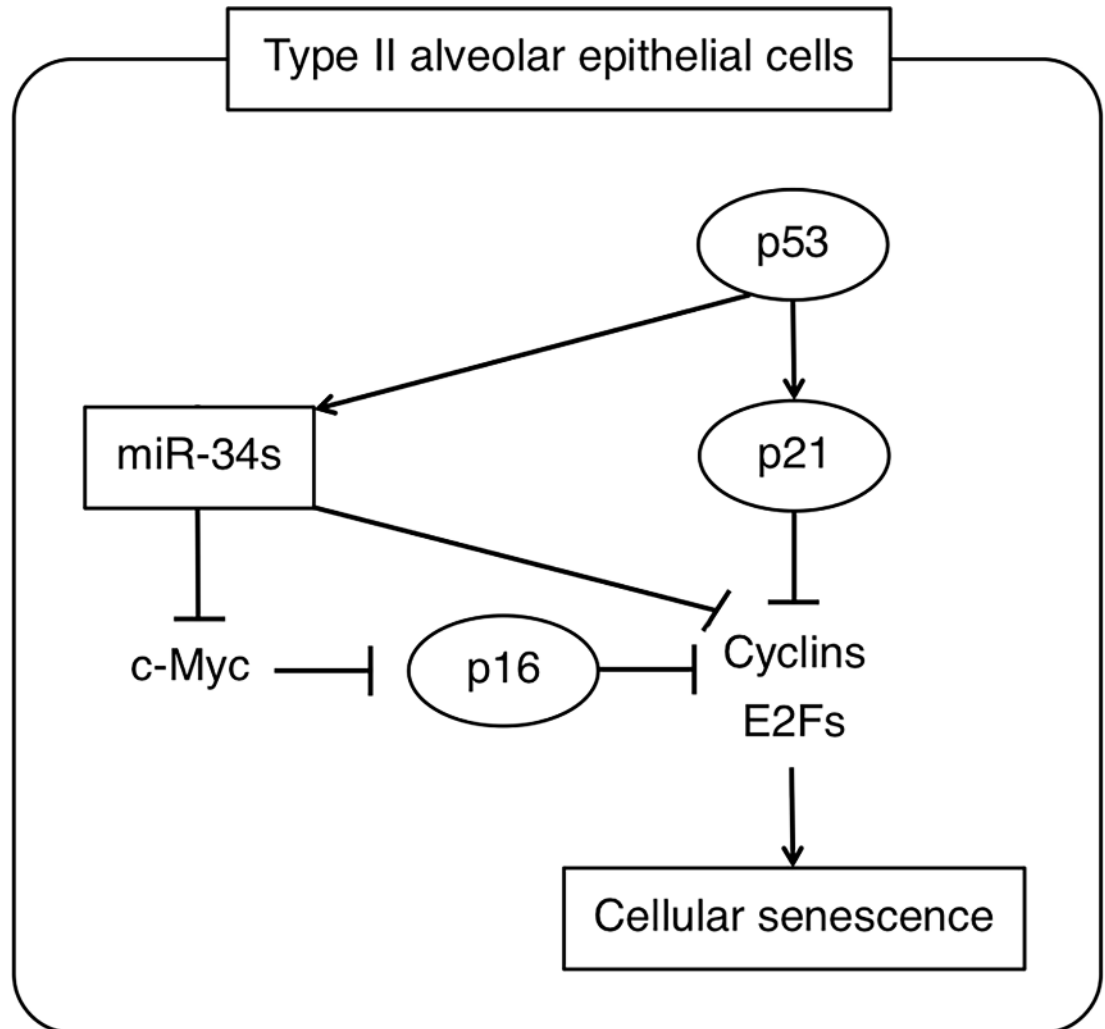 Type II alveolar epithelial cells
p53
miR-34s
p21
c-Myc
p16
Cyclins
E2Fs
Cellular senescence